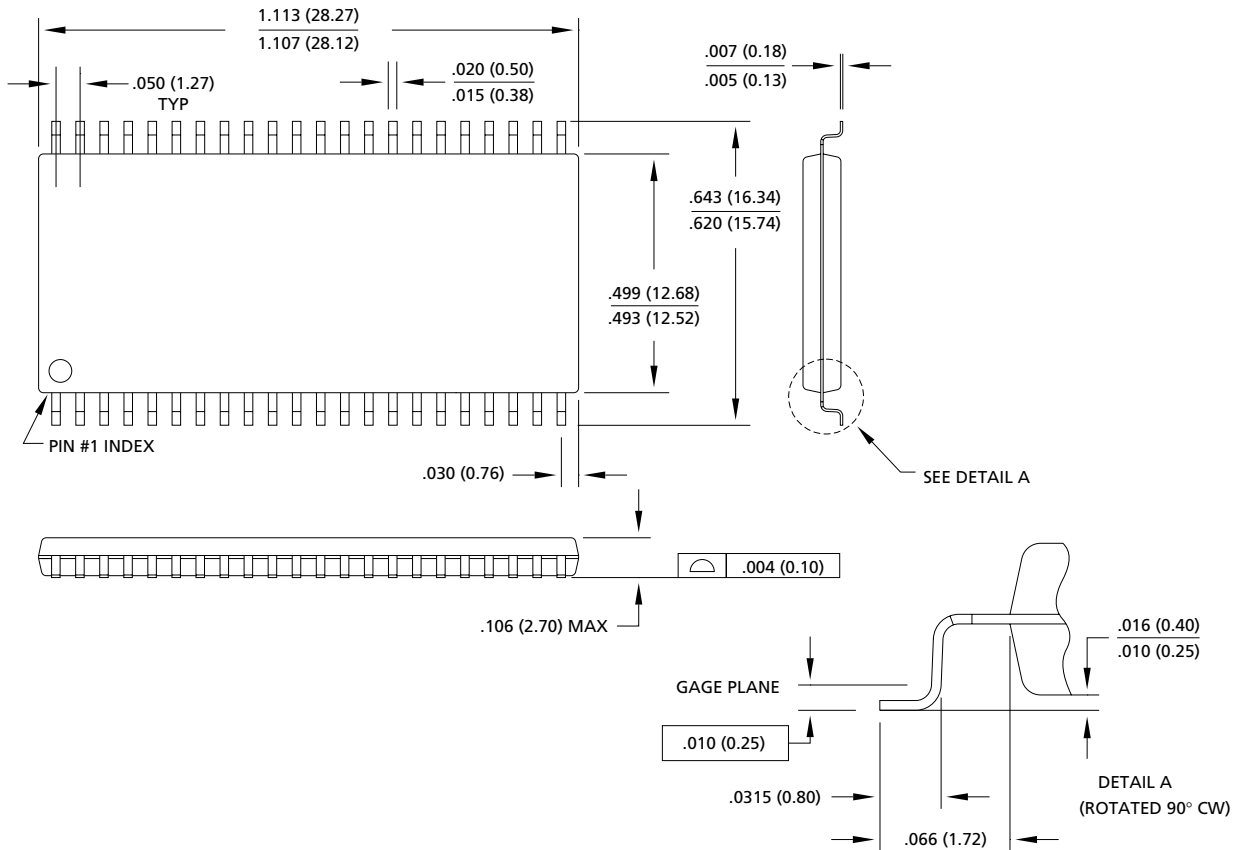 1.113 (28.27)
1.107 (28.12)
.050 (1.27)
TYP
.020 (0.50)
.015 (0.38)
.007 (0.18)
.005 (0.13)
.643 (16.34)
.620 (15.74)
.499 (12.68)
.493 (12.52)
PIN #1 INDEX
.030 (0.76)
SEE DETAIL A
.004 (0.10)
.106 (2.70) MAX
.016 (0.40)
.010 (0.25)
GAGE PLANE
.010 (0.25)
.0315 (0.80)
DETAIL A
(ROTATED 90° CW)
.066 (1.72)